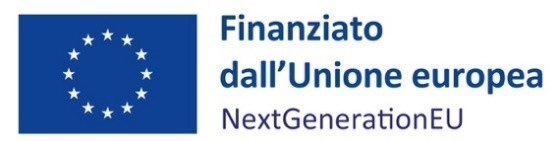 Finanziato
dall'Unione europea
NextGenerationEU